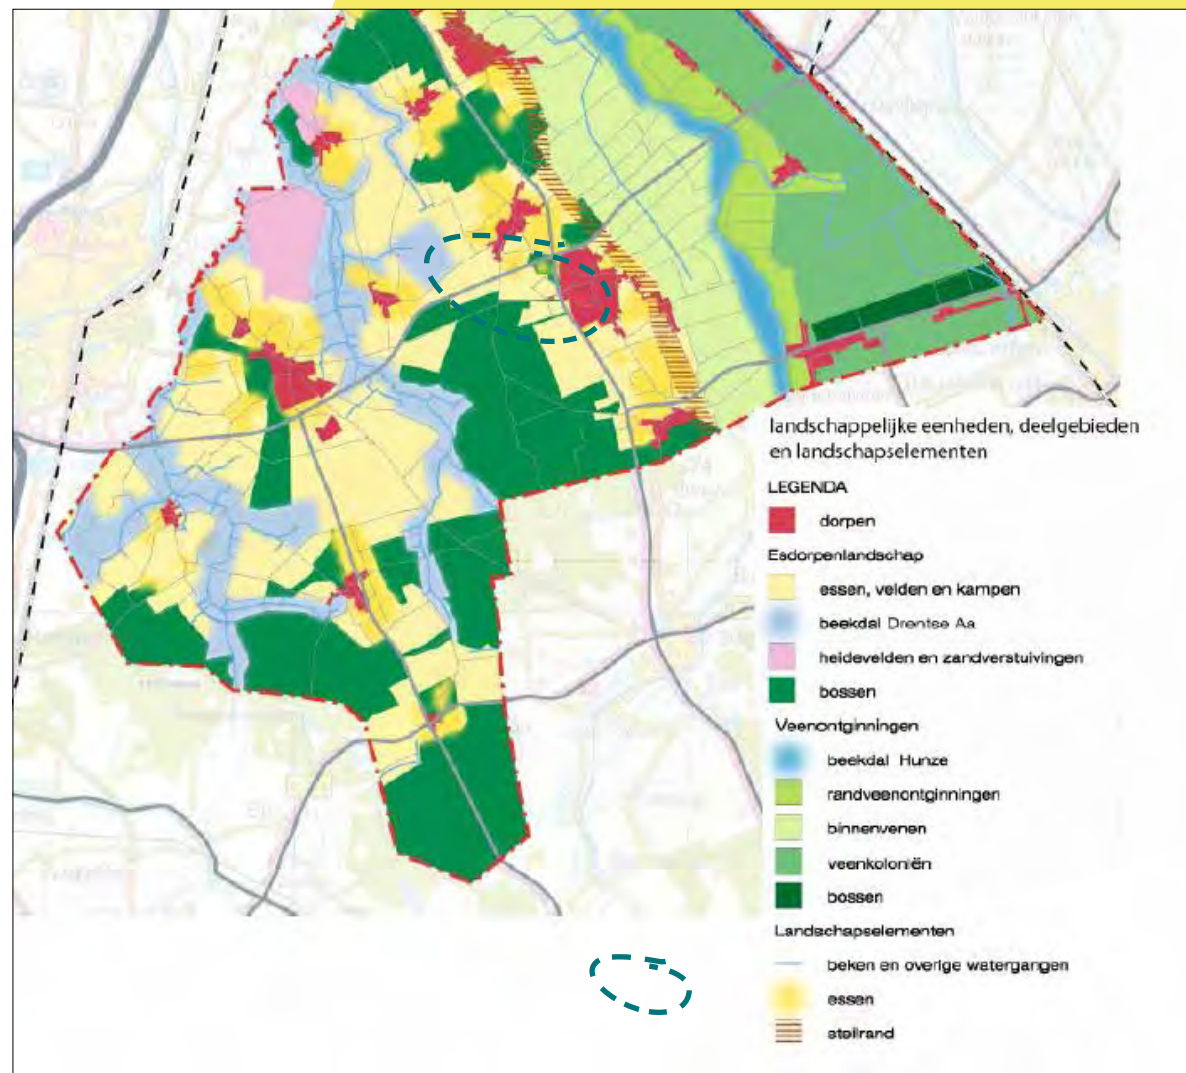 landschappelijke eenheden, deelgebieden
en landschapselementen
LEGENDA
dorpen
Esdorpenlandschap
essen, velden en kampen
beekdal Drentse Aa
heidevelden en zandverstuivingen
bossen
Veenontginningen
beekdal Hunze
randveenontginningen
binnenvenen
veenkoloniën
bossen
Landschapselementen
beken en overige watergangen
essen
steilrand